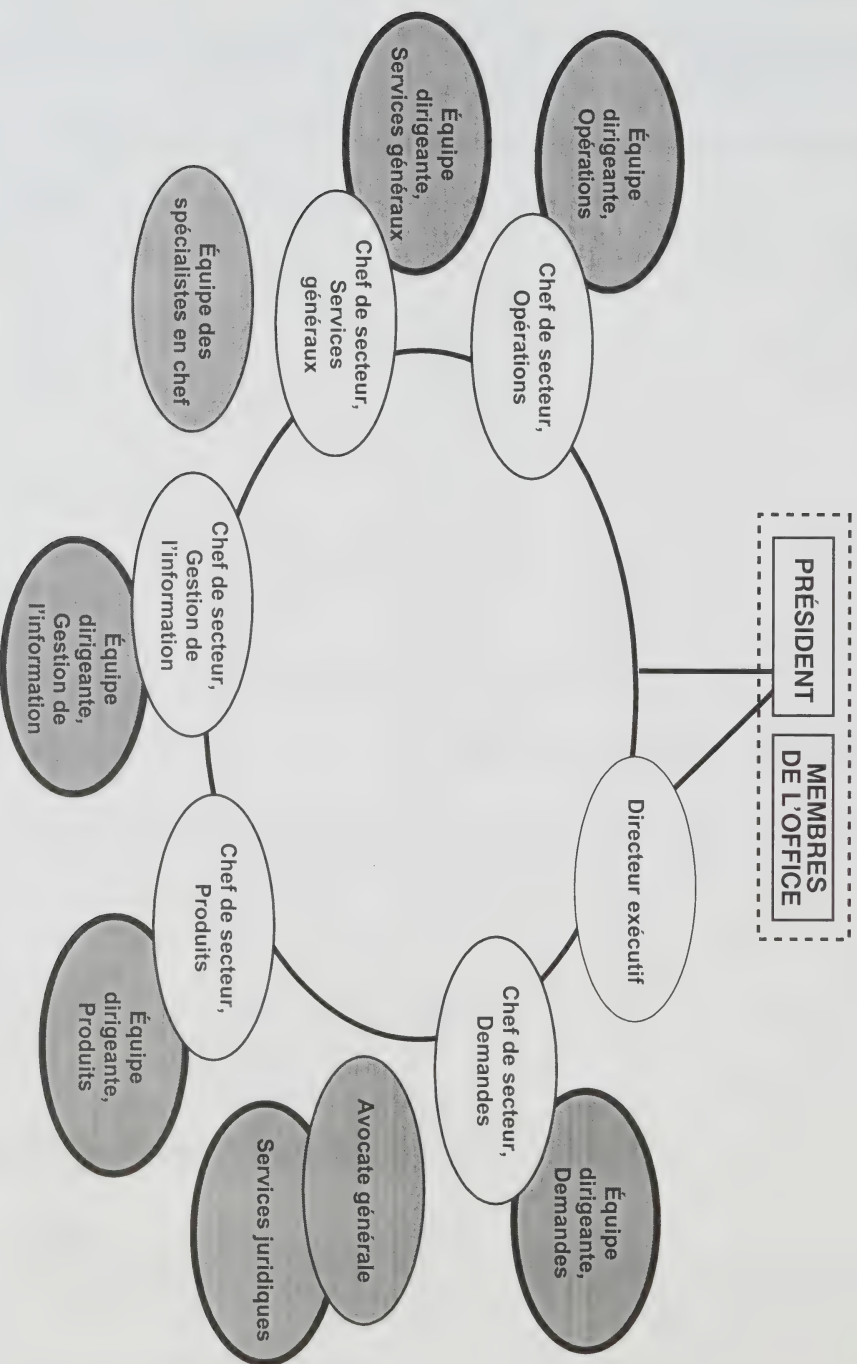 PRÉSIDENT
MEMBRES
DE L'OFFICE
Directeur exécutif
Équipe
dirigeante,
Opérations
Chef de secteur,
Opérations
Chef de secteur,
Demandes
Équipe
dirigeante,
Demandes
Équipe
dirigeante,
Services généraux
Chef de secteur,
Services
généraux
Avocate générale
Services juridiques
Équipe des
spécialistes en chef
Chef de secteur,
Gestion de
l'information
Chef de secteur,
Produits
Équipe
dirigeante,
Gestion de
l'information
Équipe
dirigeante,
Produits